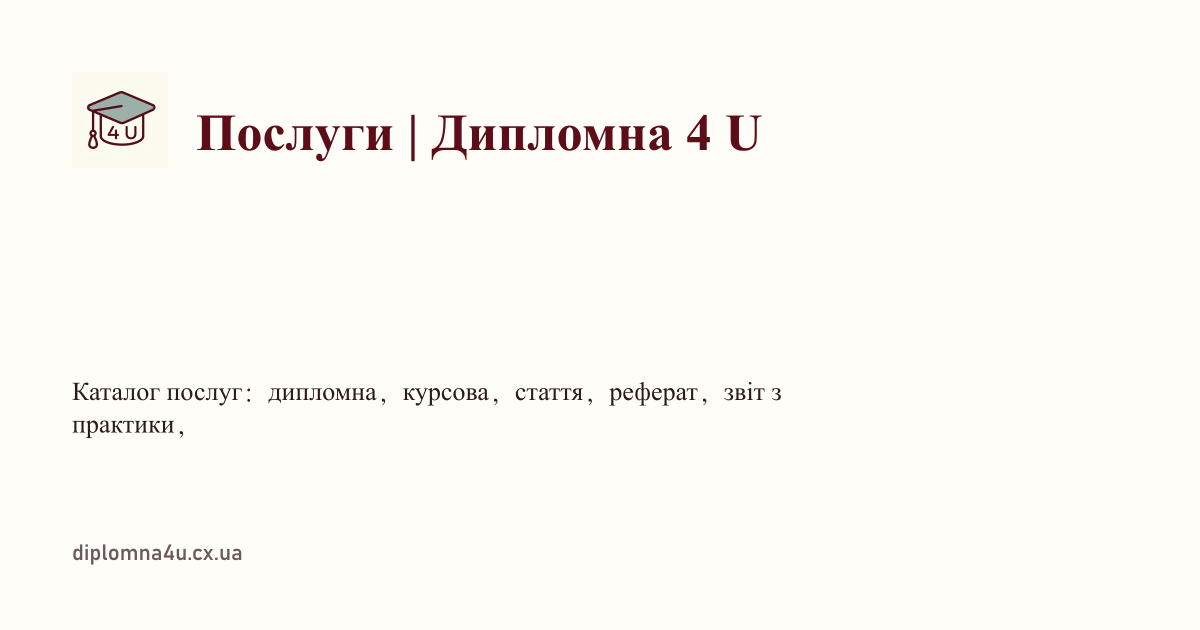 4 U
Послуги | Дипломна 4 U
Каталог послуг: дипломна, курсова, стаття, реферат, звіт з
практики,
diplomna4u.cx.ua